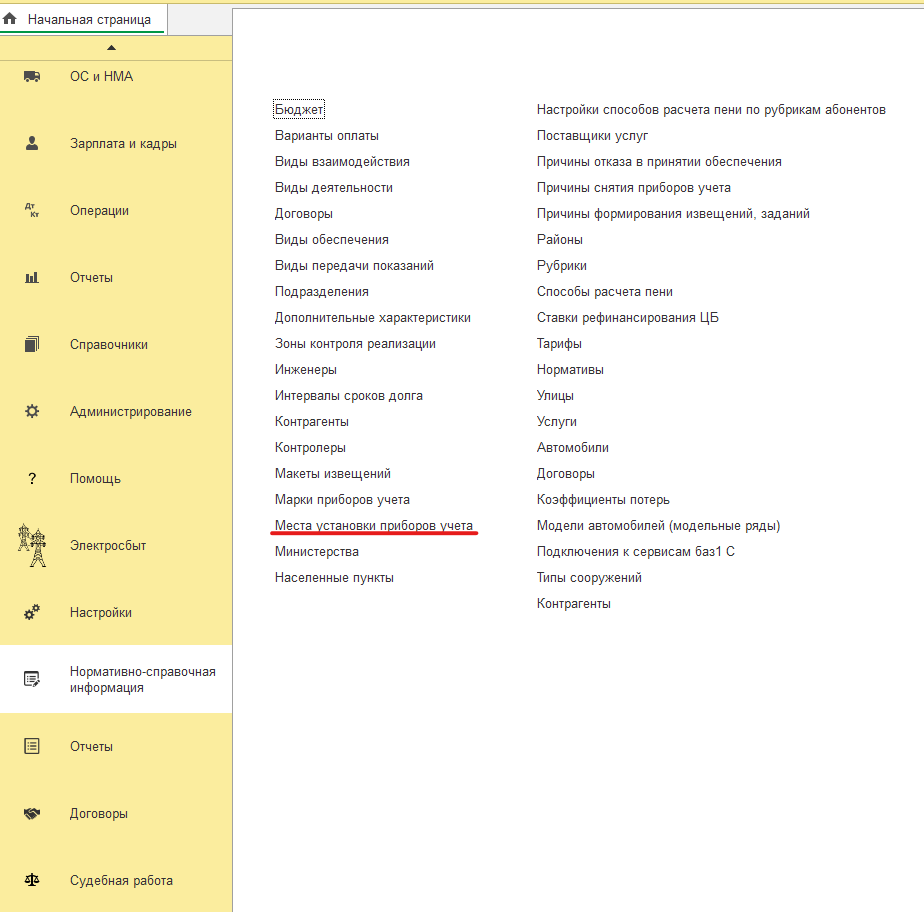 Начальная страница
ОС и НМА
Зарплата и кадры
Дт
Кт
Операции
Отчеты
Справочники
Администрирование
?
Помощь
Электросбыт
Настройки
Нормативно-справочная
информация
Отчеты
Договоры
Судебная работа
Бюджет
Варианты оплаты
Виды взаимодействия
Виды деятельности
Договоры
Виды обеспечения
Виды передачи показаний
Подразделения
Дополнительные характеристики
Зоны контроля реализации
Инженеры
Интервалы сроков долга
Контрагенты
Контролеры
Макеты извещений
Марки приборов учета
Места установки приборов учета
Министерства
Населенные пункты
Настройки способов расчета пени по рубрикам абонентов
Поставщики услуг
Причины отказа в принятии обеспечения
Причины снятия приборов учета
Причины формирования извещений, заданий
Районы
Рубрики
Способы расчета пени
Ставки рефинансирования ЦБ
Тарифы
Нормативы
Улицы
Услуги
Автомобили
Договоры
Коэффициенты потерь
Модели автомобилей (модельные ряды)
Подключения к сервисам баз1 С
Типы сооружений
Контрагенты